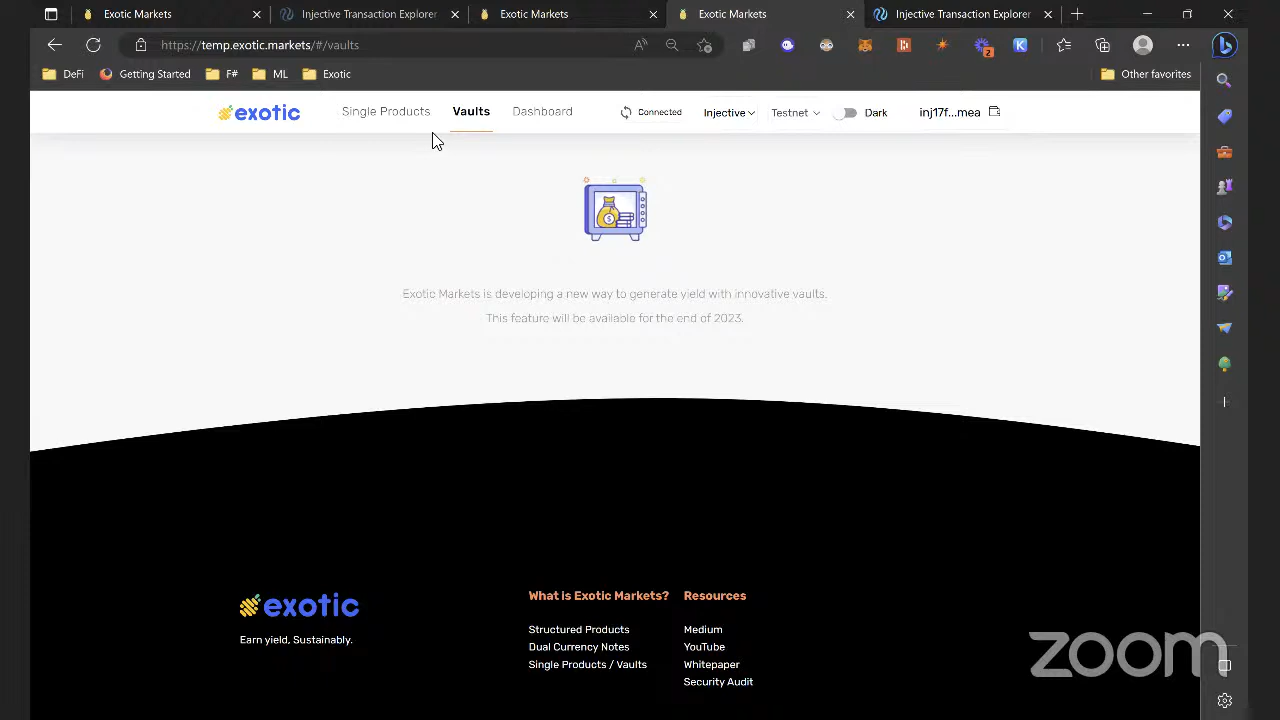 Exotic Markets
Injective Transaction Explorer
Exotic Markets
Exotic Markets
Injective Transaction Explorer
https://temp.exotic.markets/#/vaults
2
DeFi
Getting Started
F#
ML
Exotic
Other favorites
exotic
Single Products
Vaults
Dashboard
Connected
Injective
Testnet
Dark
inj17f...mea
Exotic Markets is developing a new way to generate yield with innovative vaults.
This feature will be available for the end of 2023.
exotic
Earn yield, Sustainably.
What is Exotic Markets?
Structured Products
Dual Currency Notes
Single Products / Vaults
Resources
Medium
YouTube
Whitepaper
Security Audit
zoom